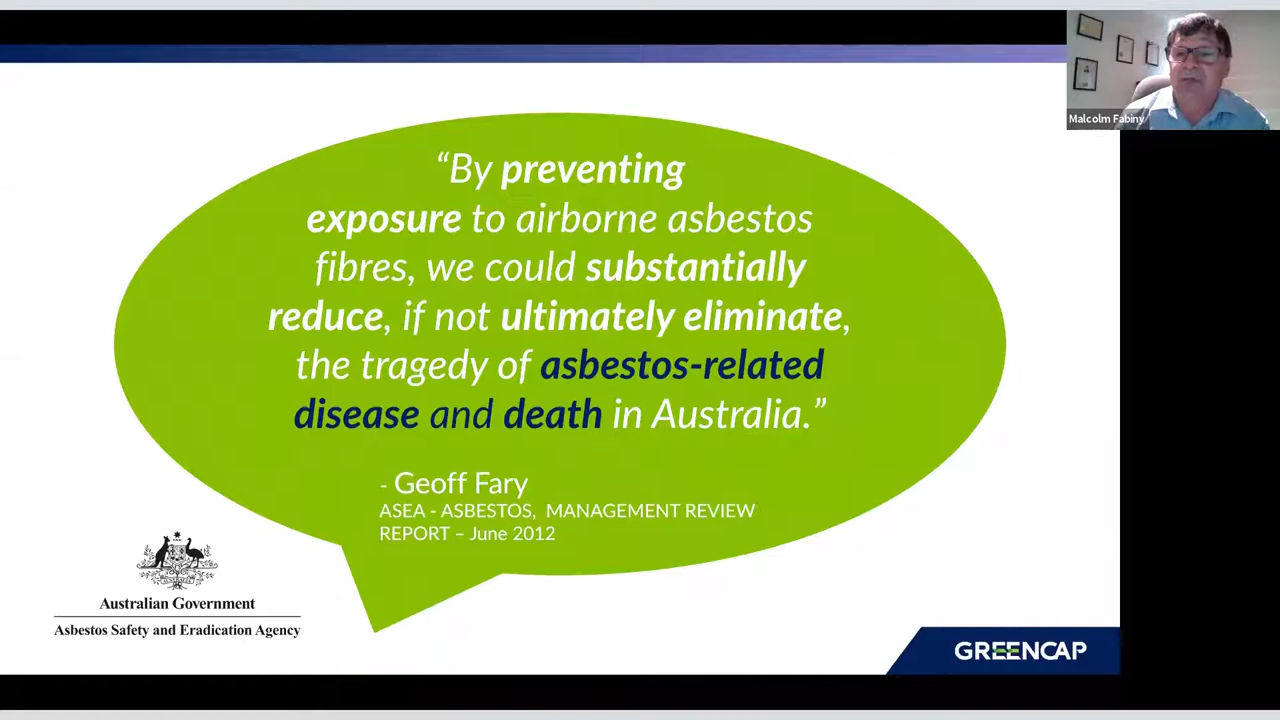 Malcolm Fabiny
“By preventing
exposure to airborne asbestos
fibres, we could substantially
reduce, if not ultimately eliminate,
the tragedy of asbestos-related
disease and death in Australia.”
- Geoff Fary
ASEA - ASBESTOS, MANAGEMENT REVIEW
REPORT – June 2012
Australian Government
Asbestos Safety and Eradication Agency
GREENCAP